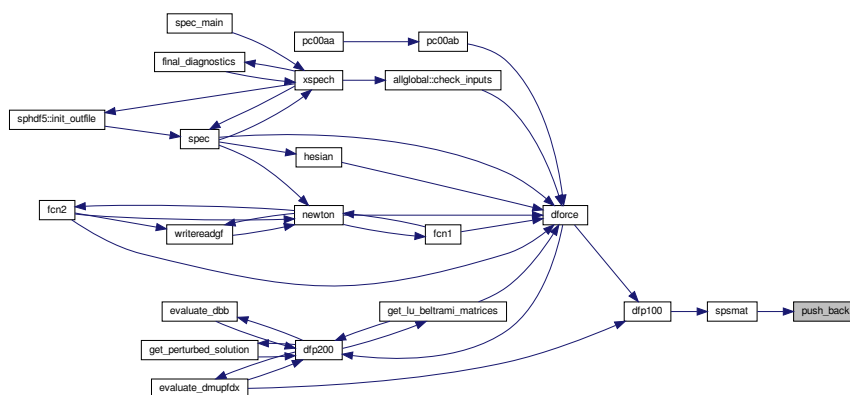 spec_main
pc00aa
pc00ab
final_diagnostics
xspech
allglobal::check_inputs
sphdf5::init_outfile
spec
hesian
fcn2
newton
dforce
writereadgf
fcn1
evaluate_dbb
get_lu_beltrami_matrices
dfp100
spsmat
push_back
get_perturbed_solution
dfp200
evaluate_dmupfdx